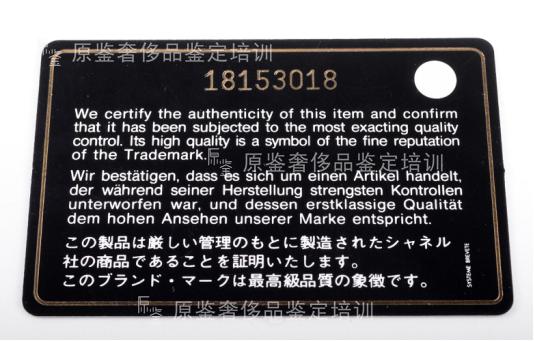 原鉴奢侈品鉴定培训
18153018
We certify the authenticity of this item and confirm
that it has been subjected to the most exacting quality
control. Its high quality is a symbol of the fine reputation
of the Trademark.
原鉴奢侈品鉴定培训
Wir bestätigen, dass es sich um einen Artikel handelt,
der während seiner Herstellung strengsten Kontrollen
unterworfen war, und dessen erstklassige Qualität
dem hohen Ansehen unserer Marke entspricht.
この製品は厳しい管理のもとに製造されたシャネル
社の商品であることを証明いたします。
このブランド・マークは最高級品質の象徴です。
SYSTEME BREVETE
原鉴奢侈品鉴定培训